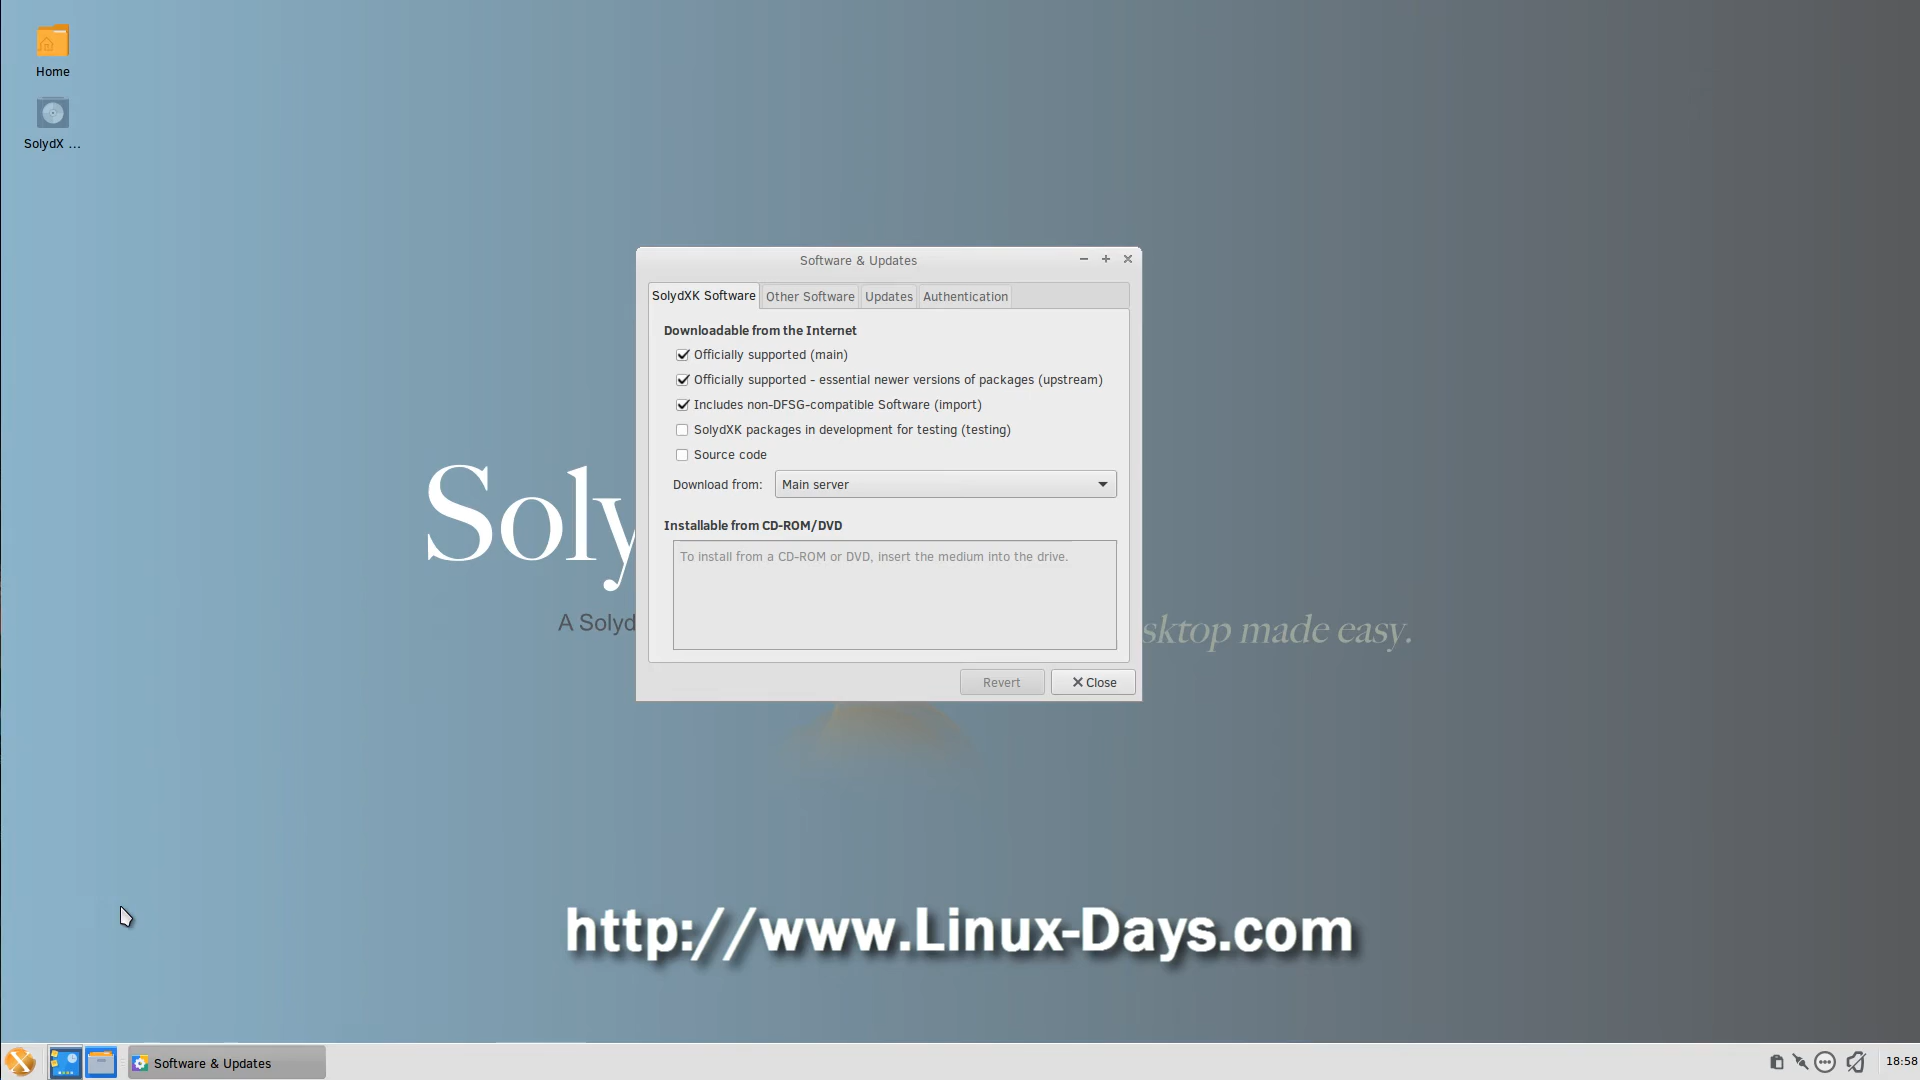 Home
SolydX ...
Software & Updates
SolydXK Software
Other Software
Updates
Authentication
Downloadable from the Internet
Officially supported (main)
Officially supported - essential newer versions of packages (upstream)
Includes non-DFSG-compatible Software (import)
SolydXK packages in development for testing (testing)
Source code
Download from:
Main server
Installable from CD-ROM/DVD
To install from a CD-ROM or DVD, insert the medium into the drive.
Revert
Close
Soly
A Solyd
sktop made easy.
http://www.Linux-Days.com
Software & Updates
18:58